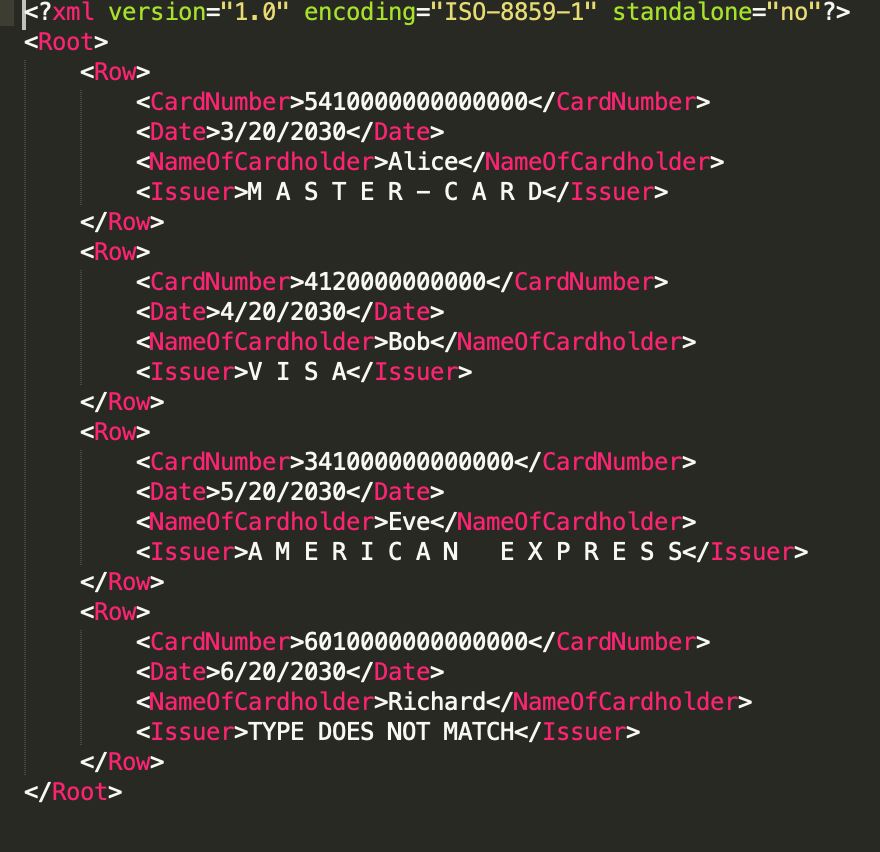 <?xml version="1.0" encoding="ISO-8859-1" standalone="no"?>
<Root>
    <Row>
        <CardNumber>5410000000000000</CardNumber>
        <Date>3/20/2030</Date>
        <NameOfCardholder>Alice</NameOfCardholder>
        <Issuer>M A S T E R – C A R D</Issuer>
    </Row>
    <Row>
        <CardNumber>4120000000000</CardNumber>
        <Date>4/20/2030</Date>
        <NameOfCardholder>Bob</NameOfCardholder>
        <Issuer>V I S A</Issuer>
    </Row>
    <Row>
        <CardNumber>341000000000000</CardNumber>
        <Date>5/20/2030</Date>
        <NameOfCardholder>Eve</NameOfCardholder>
        <Issuer>A M E R I C A N   E X P R E S S</Issuer>
    </Row>
    <Row>
        <CardNumber>6010000000000000</CardNumber>
        <Date>6/20/2030</Date>
        <NameOfCardholder>Richard</NameOfCardholder>
        <Issuer>TYPE DOES NOT MATCH</Issuer>
    </Row>
</Root>